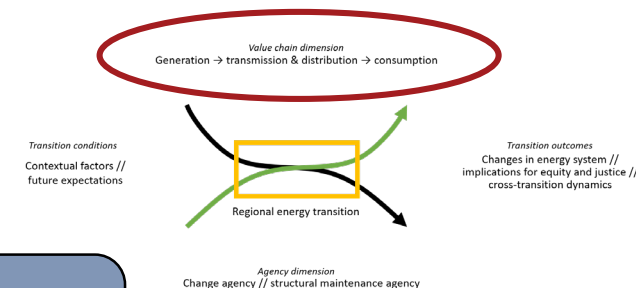 Value chain dimension
Generation → transmission & distribution → consumption
Transition conditions
Contextual factors //
future expectations
Transition outcomes
Changes in energy system //
implications for equity and justice //
cross-transition dynamics
Regional energy transition
Agency dimension
Change agency // structural maintenance agency